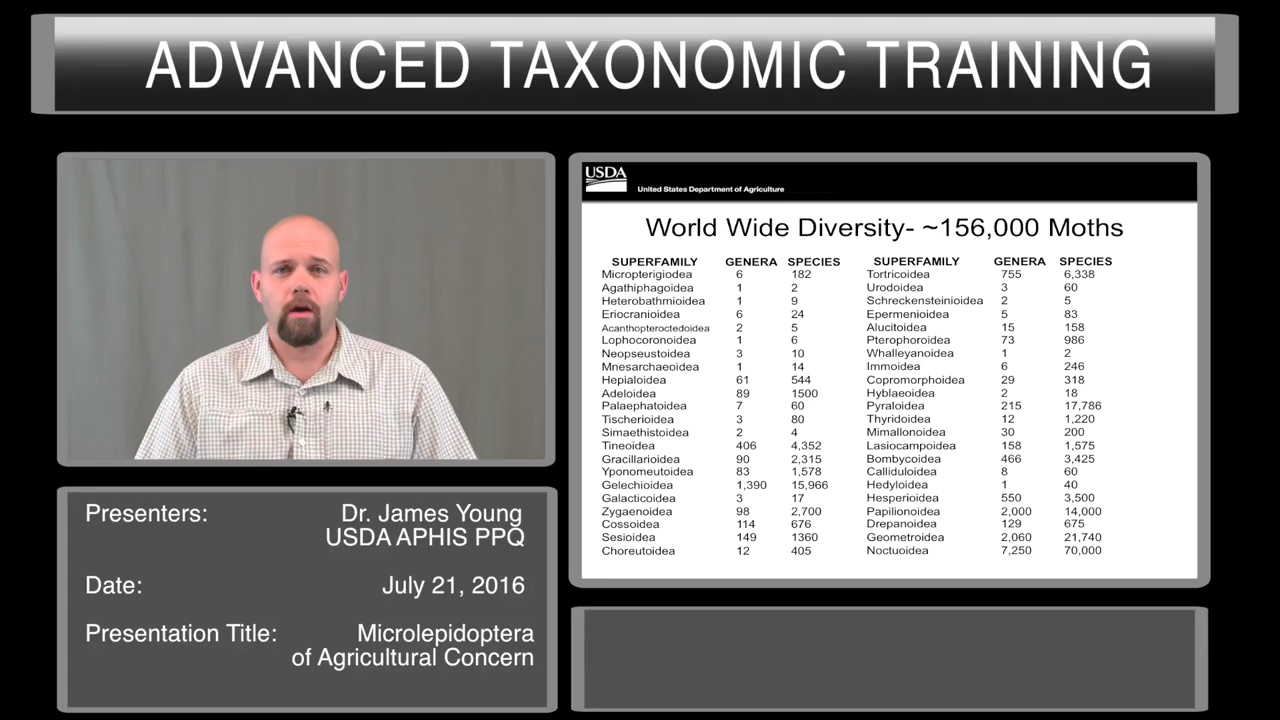 ADVANCED TAXONOMIC TRAINING
Presenters: Dr. James Young
USDA APHIS PPQ
Date: July 21, 2016
Presentation Title: Microlepidoptera
of Agricultural Concern
USDA
United States Department of Agriculture
World Wide Diversity- ~156,000 Moths
SUPERFAMILY GENERA SPECIES SUPERFAMILY GENERA SPECIES
Micropterigiodea 6 182 Tortricoidea 755 6,338
Agathiphagoidea 1 2 Urodoidea 3 60
Heterobathmioidea 1 9 Schreckensteinioidea 2 5
Eriocranioidea 6 24 Epermenioidea 5 83
Acanthopteroctedoidea 2 5 Alucitoidea 15 158
Lophocoronoidea 1 6 Pterophoroidea 73 986
Neopseustoidea 3 10 Whalleyanoidea 1 2
Mnesarchaeoidea 1 14 Immoidea 6 246
Hepialoidea 61 544 Copromorphoidea 29 318
Adeloidea 89 1500 Hyblaeoidea 2 18
Palaephatoidea 7 60 Pyraloidea 215 17,786
Tischerioidea 3 80 Thyridoidea 12 1,220
Simaethistoidea 2 4 Mimallonoidea 30 200
Tineoidea 406 4,352 Lasiocampoidea 158 1,575
Gracillarioidea 90 2,315 Bombycoidea 466 3,425
Yponomeutoidea 83 1,578 Calliduloidea 8 60
Gelechioidea 1,390 15,966 Hedyloidea 1 40
Galacticoidea 3 17 Hesperioidea 550 3,500
Zygaenoidea 98 2,700 Papilionoidea 2,000 14,000
Cossoidea 114 676 Drepanoidea 129 675
Sesioidea 149 1360 Geometroidea 2,060 21,740
Choreutoidea 12 405 Noctuoidea 7,250 70,000